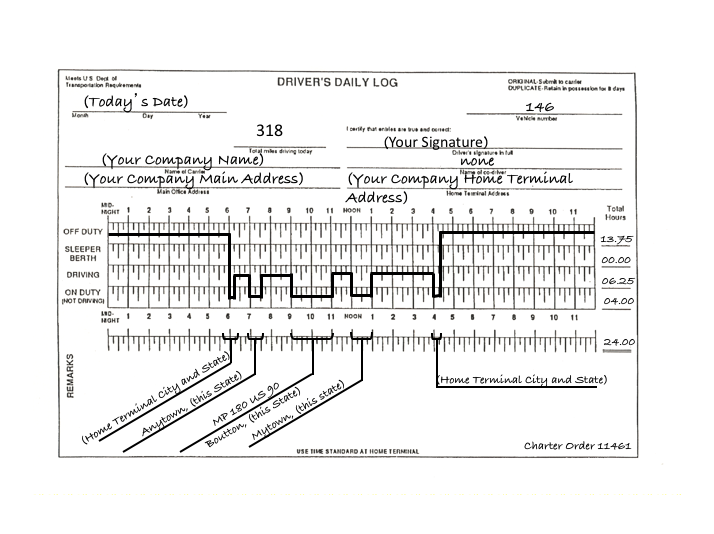 Meets U.S. Dept. of
Transportation Requirements
DRIVER'S DAILY LOG
ORIGINAL-Submit to carrier
DUPLICATE-Retain in possession for 8 days
(Today's Date)
Month Day Year
146
Vehicle number
318
Total miles driving today
I certify that entries are true and correct:
(Your Signature)
Driver's signature in full
(Your Company Name)
Name of Carrier
none
Name of co-driver
(Your Company Main Address)
Main Office Address
(Your Company Home Terminal
Address)
Home Terminal Address
MID-
NIGHT 1 2 3 4 5 6 7 8 9 10 11 NOON 1 2 3 4 5 6 7 8 9 10 11
Total
Hours
OFF DUTY 13.75
SLEEPER
BERTH 00.00
DRIVING 06.25
ON DUTY
(NOT DRIVING) 04.00
MID-
NIGHT 1 2 3 4 5 6 7 8 9 10 11 NOON 1 2 3 4 5 6 7 8 9 10 11
24.00
REMARKS
(Home Terminal City and State)
Anytown, (this State)
MP 180 US 90
Boutton, (this State)
Mytown, (this state)
(Home Terminal City and State)
Charter Order 11461
USE TIME STANDARD AT HOME TERMINAL